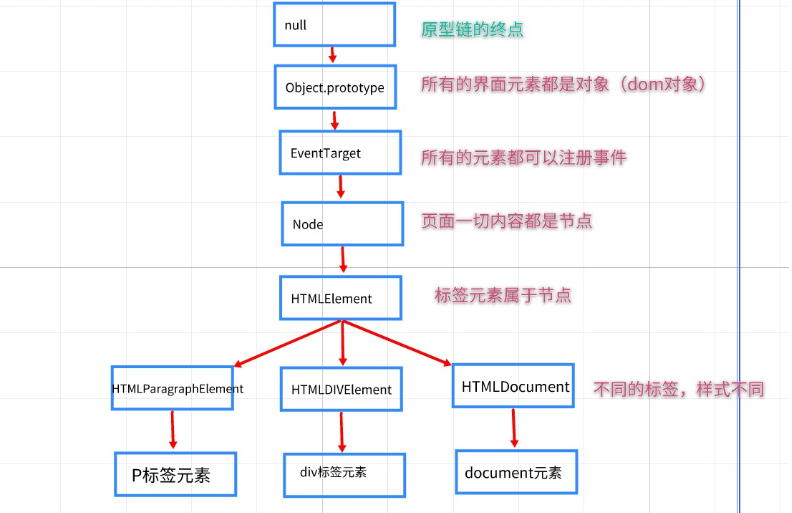 null
原型链的终点
Object.prototype
所有的界面元素都是对象（dom对象）
EventTarget
所有的元素都可以注册事件
Node
页面一切内容都是节点
HTMLElement
标签元素属于节点
HTMLParagraphElement
HTMLDIVElement
HTMLDocument
不同的标签，样式不同
P标签元素
div标签元素
document元素